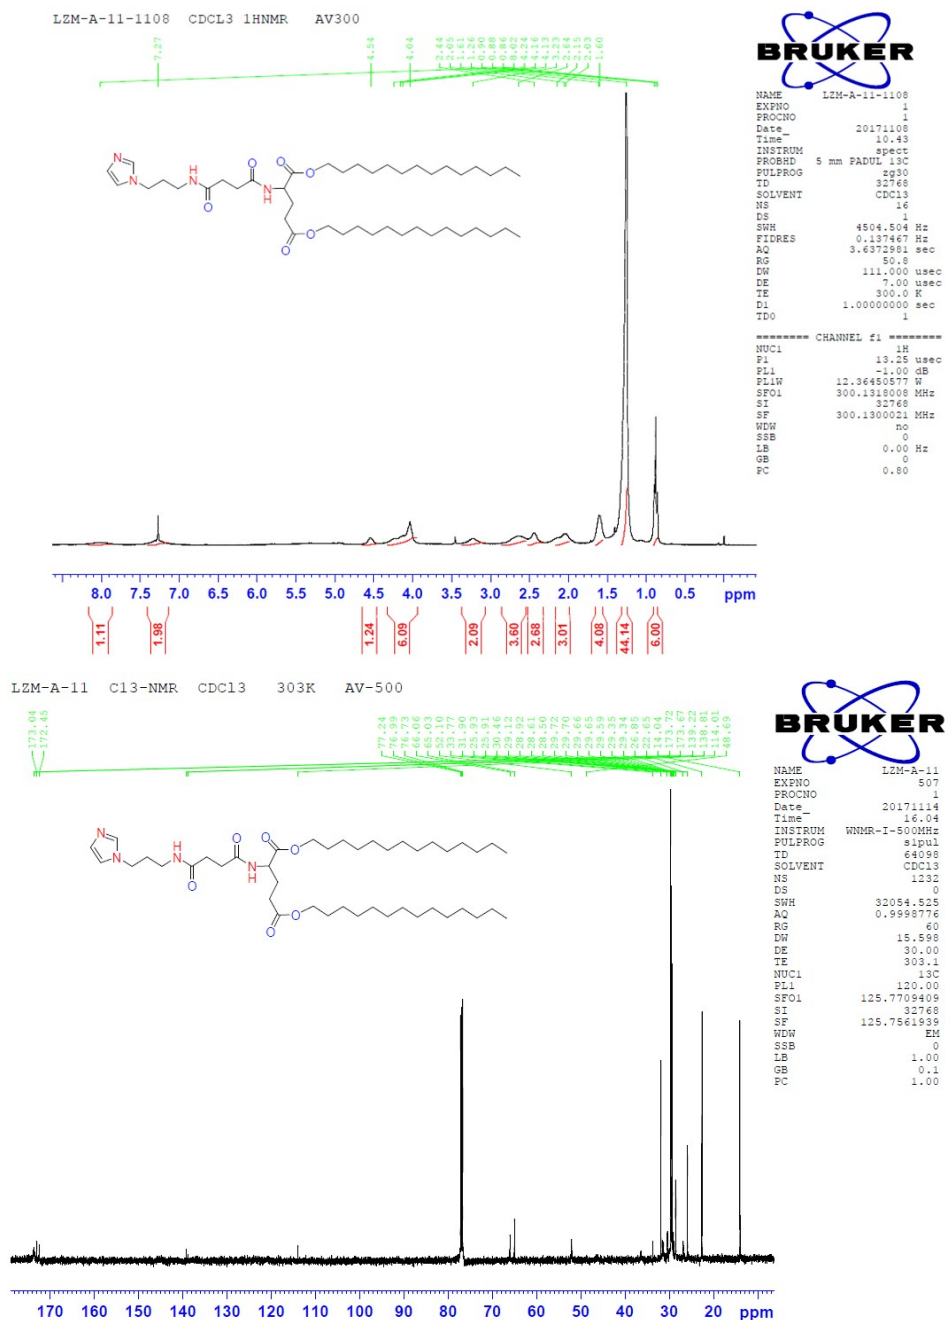 LZM-A-11-1108 CDCL3 1HNMR AV300
7.27
4.54
4.04
2.44
2.05
1.61
1.26
0.90
0.88
0.86
8.02
4.24
4.16
4.13
3.23
2.64
2.15
2.03
1.60
BRUKER
NAME LZM-A-11-1108
EXPNO 1
PROCNO 1
Date_ 20171108
Time 10.43
INSTRUM spect
PROBHD 5 mm PADUL 13C
PULPROG zg30
TD 32768
SOLVENT CDCl3
NS 16
DS 1
SWH 4504.504 Hz
FIDRES 0.137467 Hz
AQ 3.6372981 sec
RG 50.8
DW 111.000 usec
DE 7.00 usec
TE 300.0 K
D1 1.00000000 sec
TD0 1
======== CHANNEL f1 ========
NUC1 1H
P1 13.25 usec
PL1 -1.00 dB
PL1W 12.36450577 W
SFO1 300.1318008 MHz
SI 32768
SF 300.1300021 MHz
WDW no
SSB 0
LB 0.00 Hz
GB 0
PC 0.80
N
N
H
N
O
O
N
H
O
O
O
O
8.0 7.5 7.0 6.5 6.0 5.5 5.0 4.5 4.0 3.5 3.0 2.5 2.0 1.5 1.0 0.5 ppm
1.11 1.98 1.24 6.09 2.09 3.60 2.68 3.01 4.08 44.14 6.00
LZM-A-11 C13-NMR CDCl3 303K AV-500
173.04
172.45
77.24
76.99
76.73
66.06
65.03
52.10
33.77
31.90
25.93
25.91
30.46
29.12
28.92
28.61
28.50
29.72
29.70
29.66
29.65
29.59
29.35
29.34
26.85
22.65
14.04
173.72
173.67
139.22
138.81
114.01
48.69
BRUKER
NAME LZM-A-11
EXPNO 507
PROCNO 1
Date_ 20171114
Time 16.04
INSTRUM WNMR-I-500MHz
PULPROG sipul
TD 64098
SOLVENT CDCl3
NS 1232
DS 0
SWH 32054.525
AQ 0.9998776
RG 60
DW 15.598
DE 30.00
TE 303.1
NUC1 13C
PL1 120.00
SFO1 125.7709409
SI 32768
SF 125.7561939
WDW EM
SSB 0
LB 1.00
GB 0.1
PC 1.00
N
N
H
N
O
O
N
H
O
O
O
O
170 160 150 140 130 120 110 100 90 80 70 60 50 40 30 20 ppm